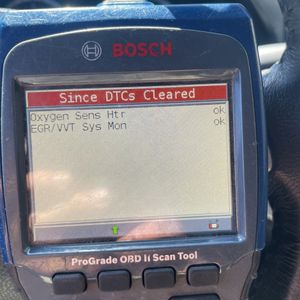 BOSCH
Since DTCs Cleared
Oxygen Sens Htr ok
EGR/VVT Sys Mon ok
ProGrade OBD II Scan Tool